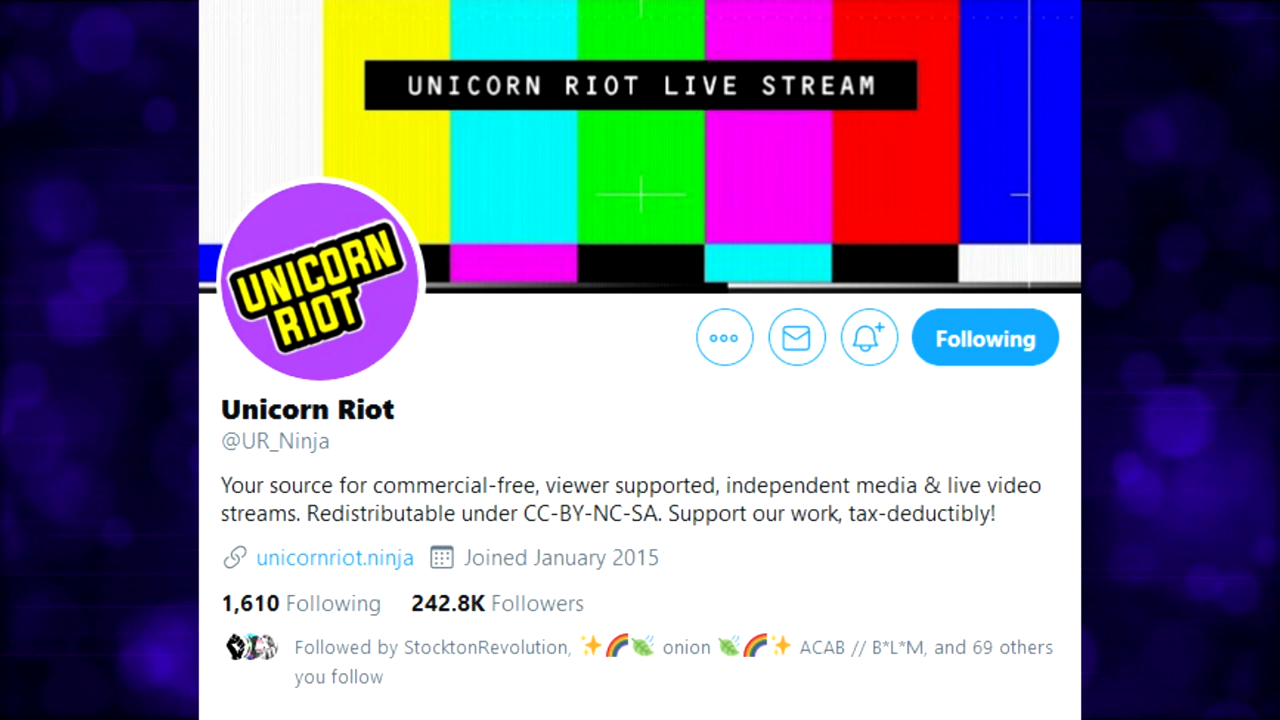 UNICORN RIOT LIVE STREAM
UNICORN
RIOT
Following
Unicorn Riot
@UR_Ninja
Your source for commercial-free, viewer supported, independent media & live video
streams. Redistributable under CC-BY-NC-SA. Support our work, tax-deductibly!
unicornriot.ninja Joined January 2015
1,610 Following 242.8K Followers
Followed by StocktonRevolution, ✨🌈🍃 onion 🍃🌈✨ ACAB // B*L*M, and 69 others
you follow